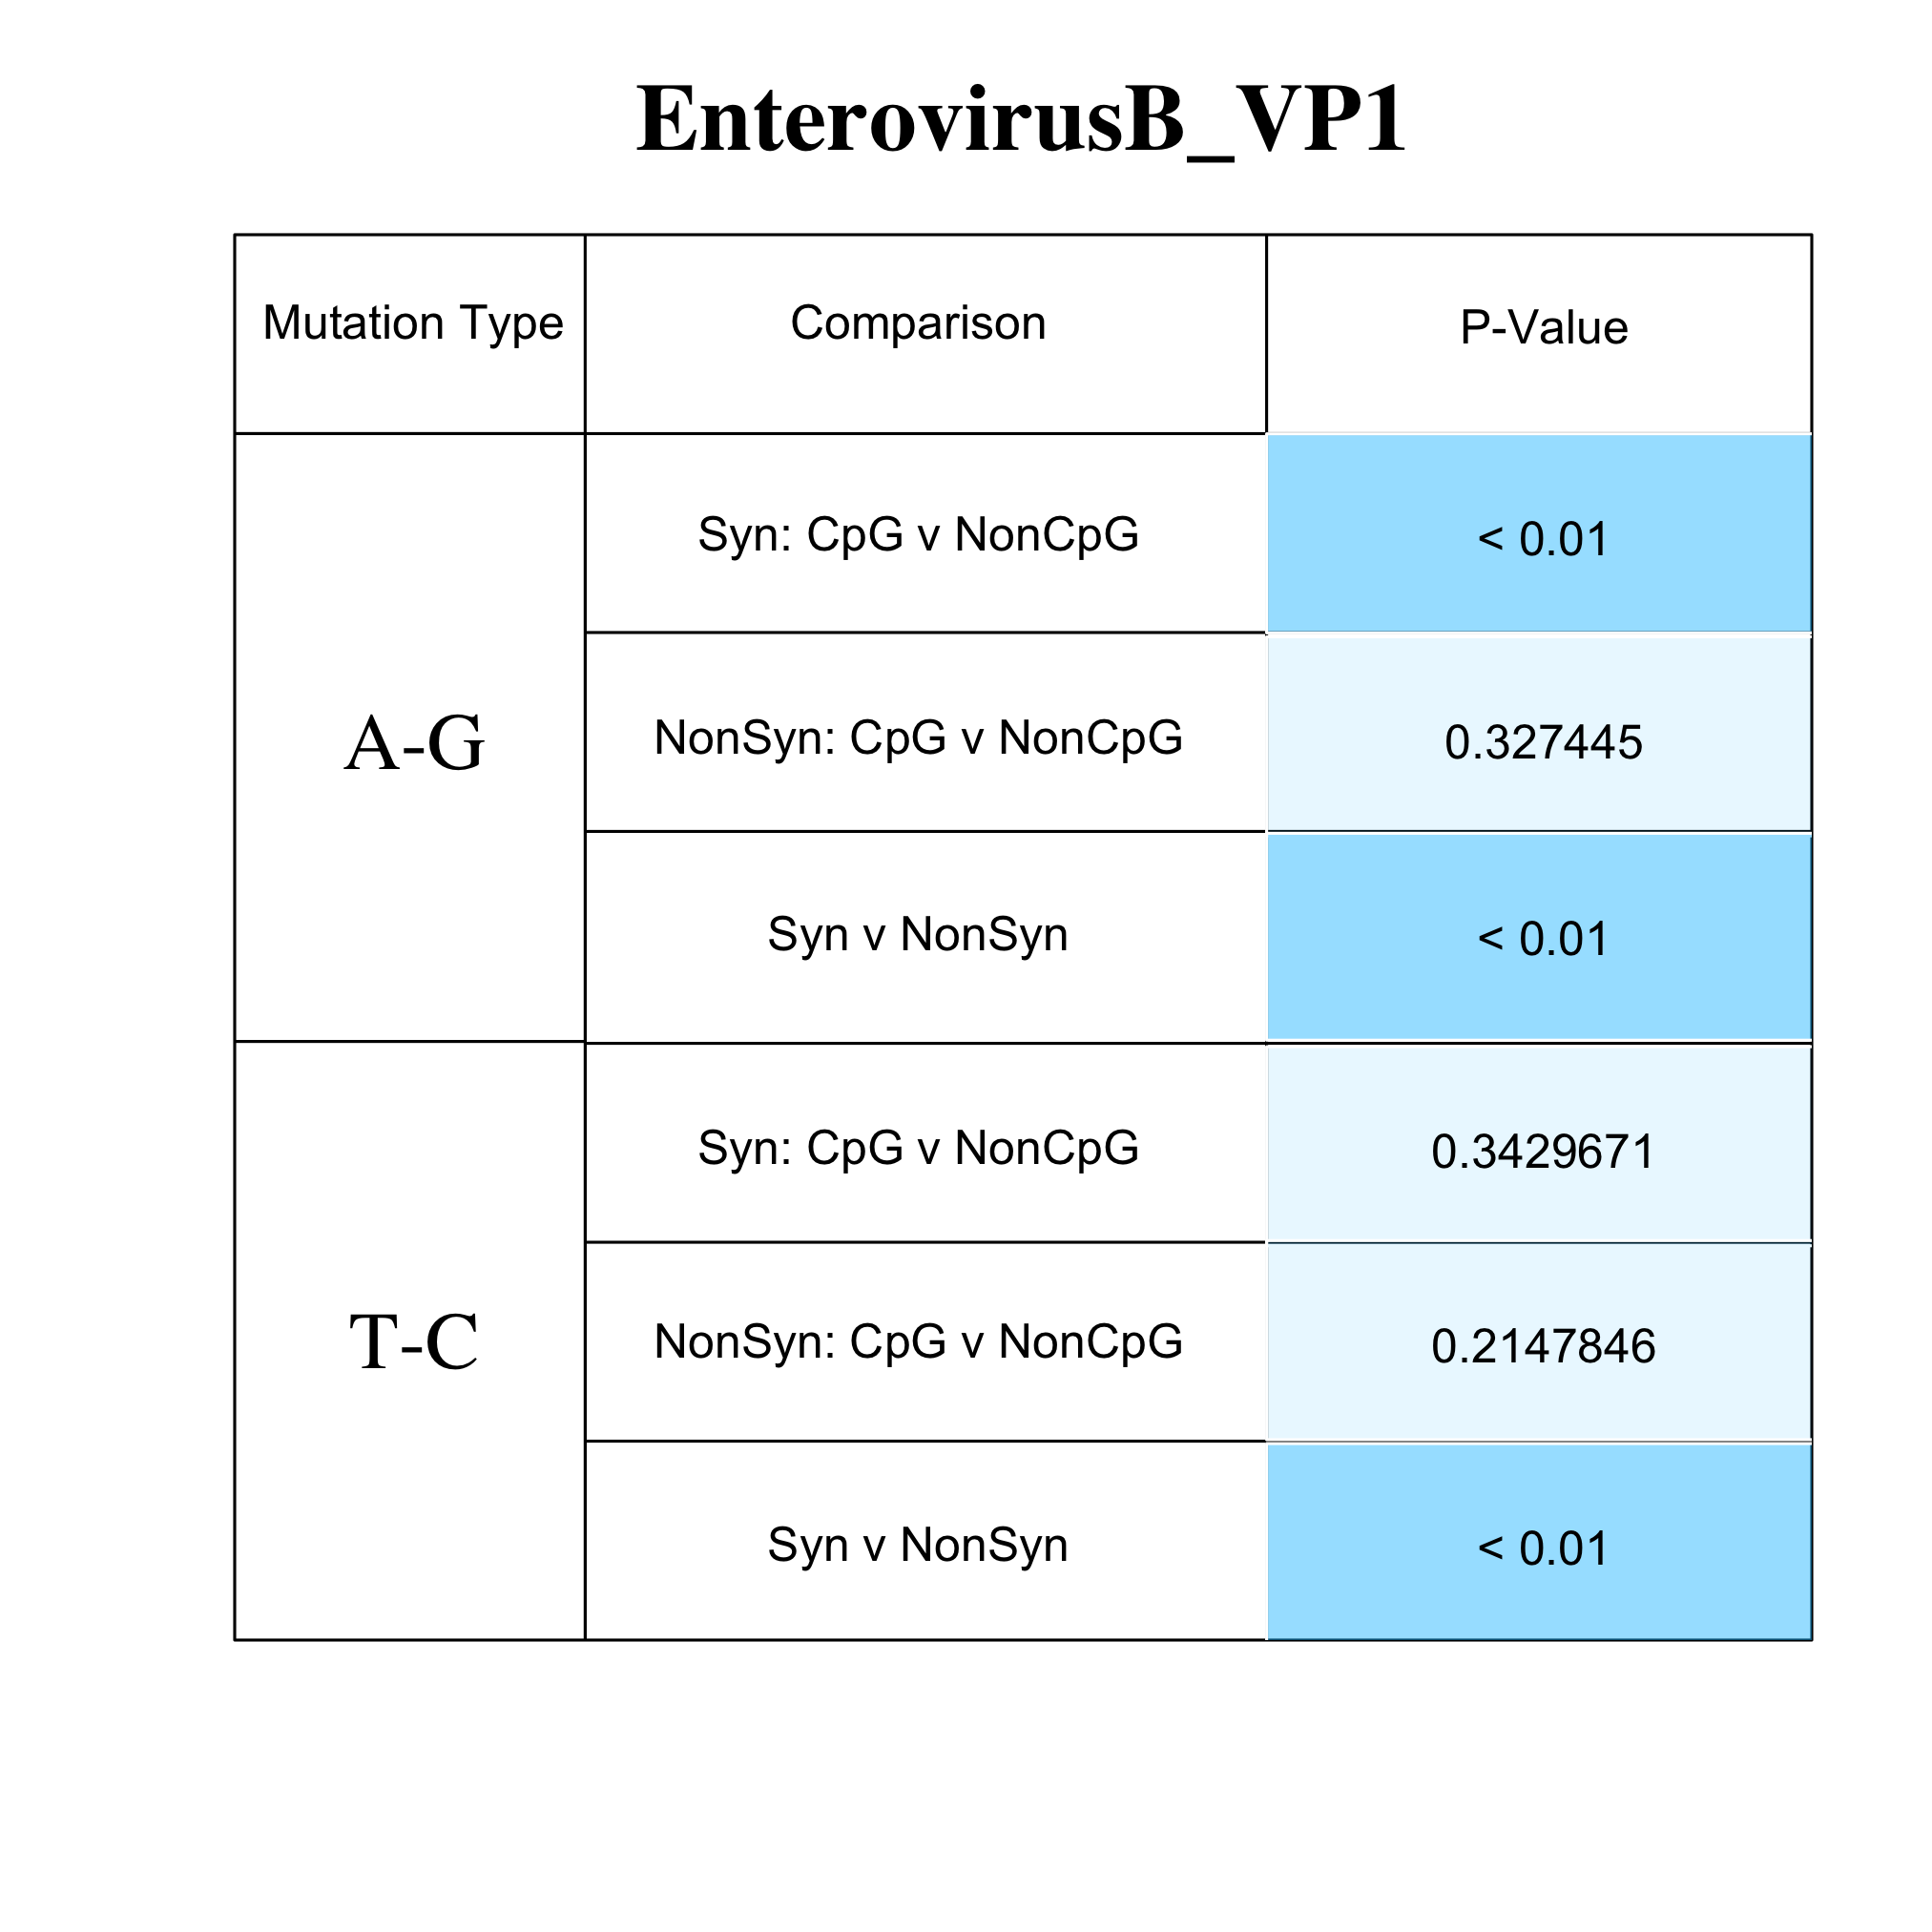 EnterovirusB_VP1
Mutation Type Comparison P-Value
Syn: CpG v NonCpG < 0.01
A-G NonSyn: CpG v NonCpG 0.327445
Syn v NonSyn < 0.01
Syn: CpG v NonCpG 0.3429671
T-C NonSyn: CpG v NonCpG 0.2147846
Syn v NonSyn < 0.01